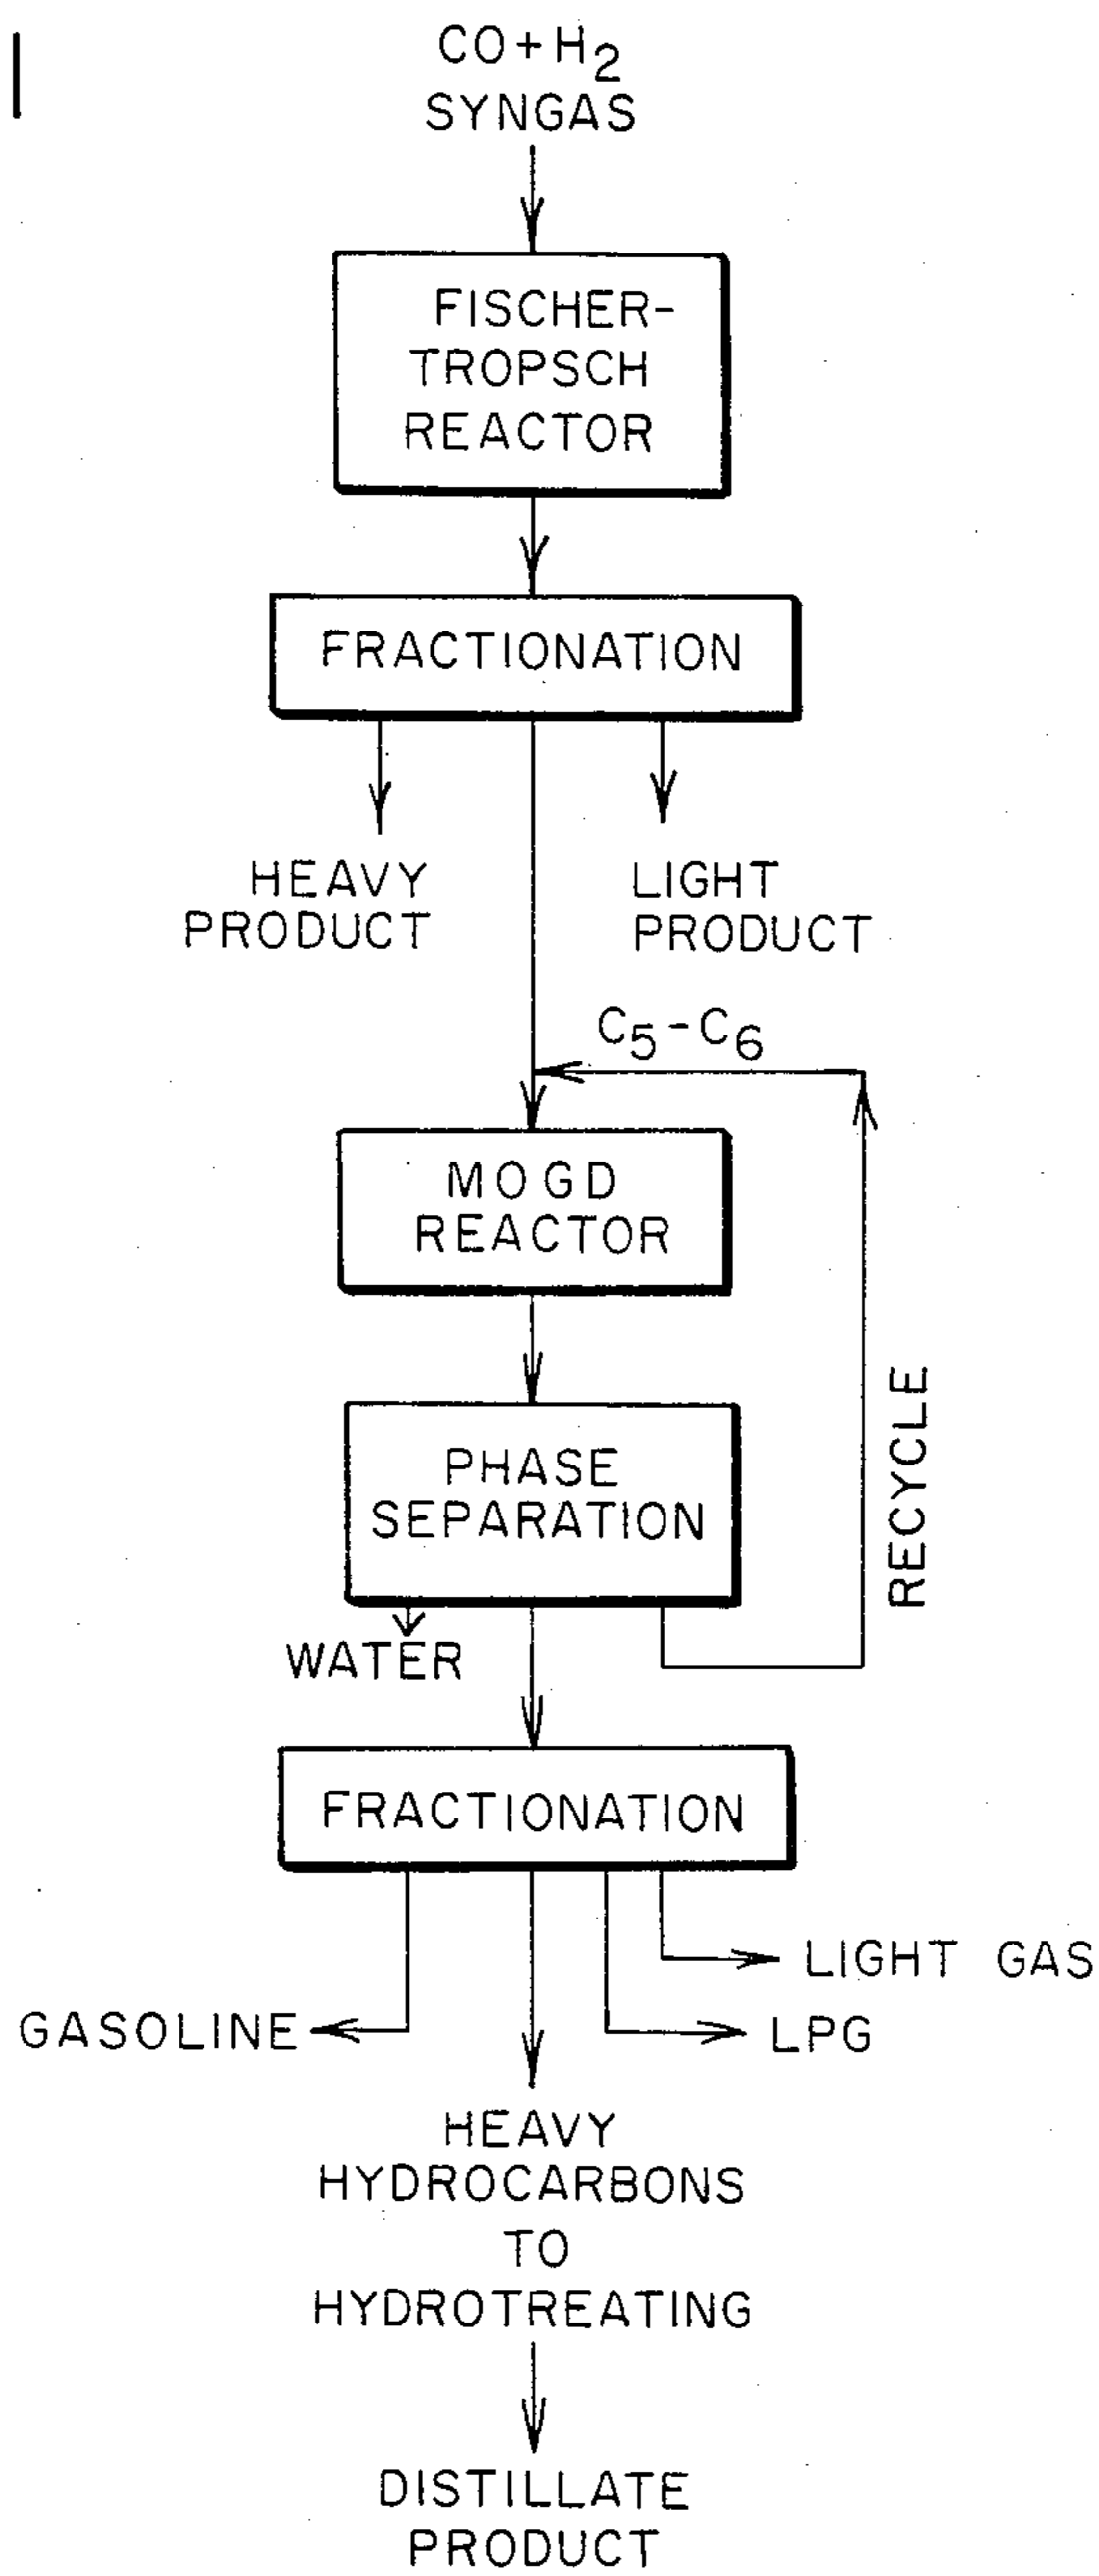 I
CO+H2
SYNGAS
FISCHER-
TROPSCH
REACTOR
FRACTIONATION
HEAVY
PRODUCT
LIGHT
PRODUCT
C5-C6
MOGD
REACTOR
PHASE
SEPARATION
RECYCLE
WATER
FRACTIONATION
LIGHT GAS
GASOLINE
LPG
HEAVY
HYDROCARBONS
TO
HYDROTREATING
DISTILLATE
PRODUCT